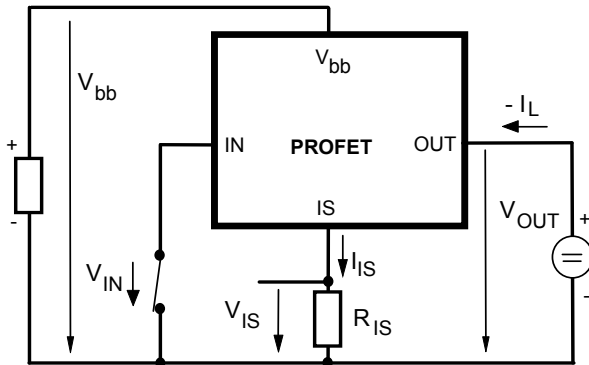 V_bb
V_bb
- I_L
IN
PROFET
OUT
IS
+
-
V_IN
I_IS
V_IS
R_IS
V_OUT
+
=
-